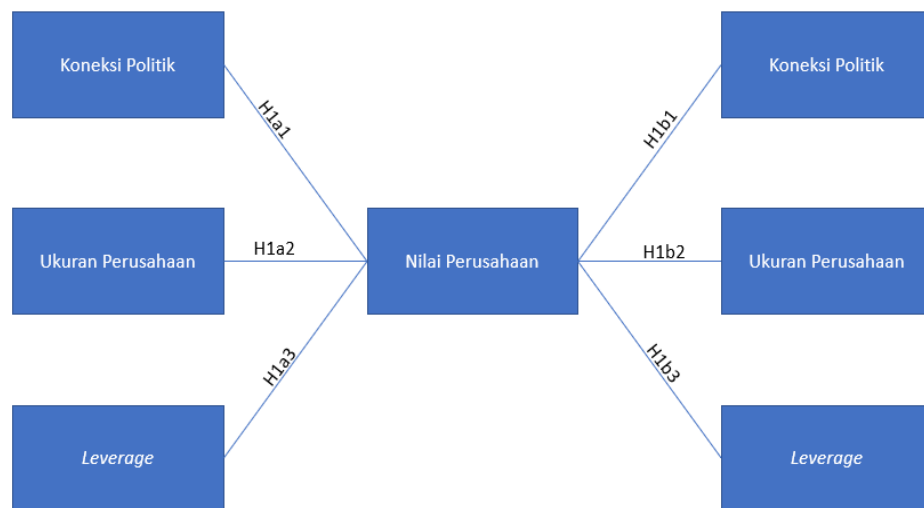 Koneksi Politik
Koneksi Politik
H1a1
H1b1
Ukuran Perusahaan
H1a2
Nilai Perusahaan
H1b2
Ukuran Perusahaan
H1a3
H1b3
Leverage
Leverage